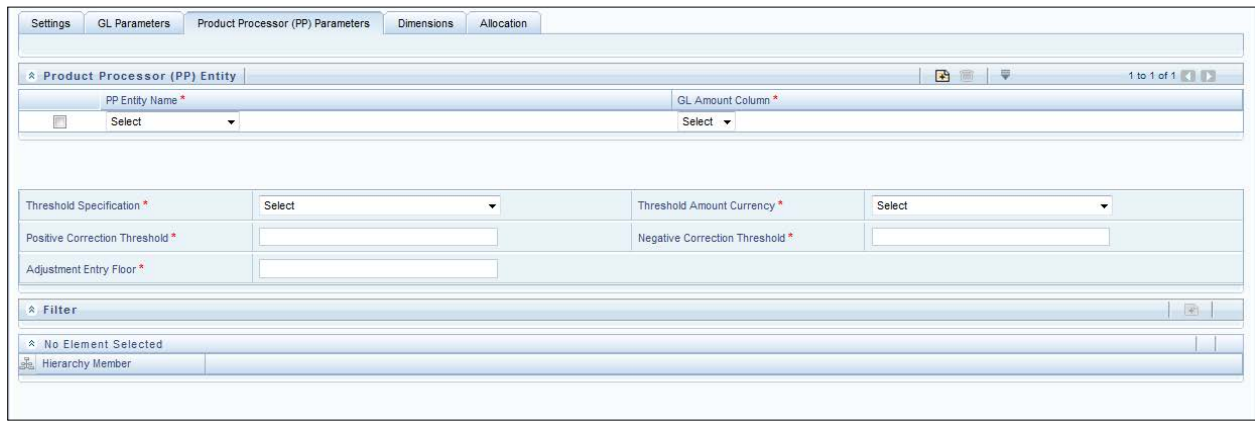 Settings GL Parameters Product Processor (PP) Parameters Dimensions Allocation
Product Processor (PP) Entity 1 to 1 of 1
PP Entity Name * GL Amount Column *
Select Select
Threshold Specification * Select Threshold Amount Currency * Select
Positive Correction Threshold * Negative Correction Threshold *
Adjustment Entry Floor *
Filter
No Element Selected
Hierarchy Member